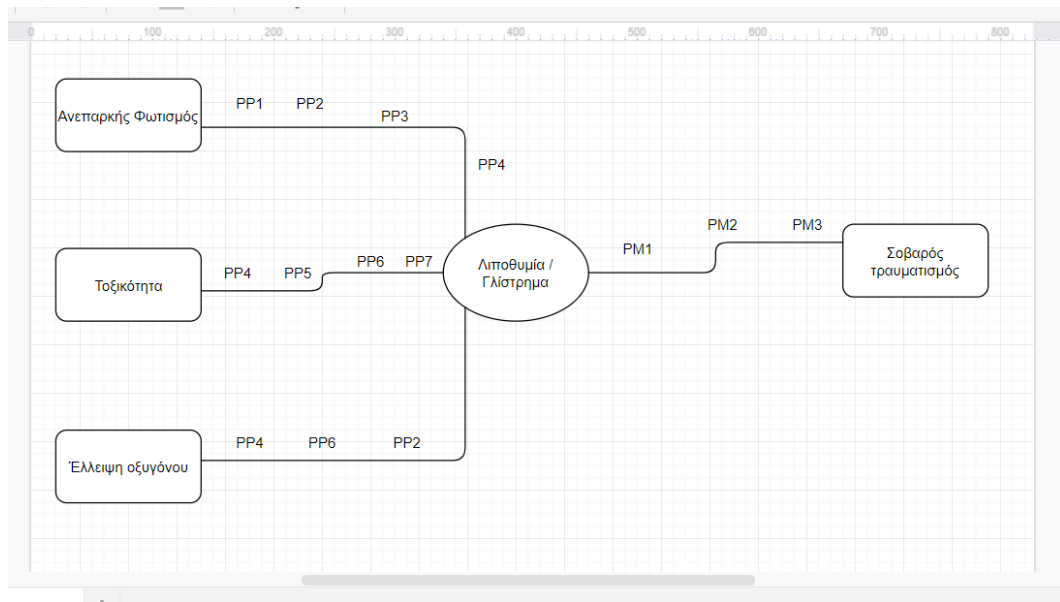 0 100 200 300 400 500 600 700 800
Ανεπαρκής Φωτισμός
PP1 PP2
PP3
PP4
PM2 PM3
PM1
Σοβαρός
τραυματισμός
Λιποθυμία /
Γλίστρημα
PP6 PP7
PP4 PP5
Τοξικότητα
PP4 PP6 PP2
Έλλειψη οξυγόνου